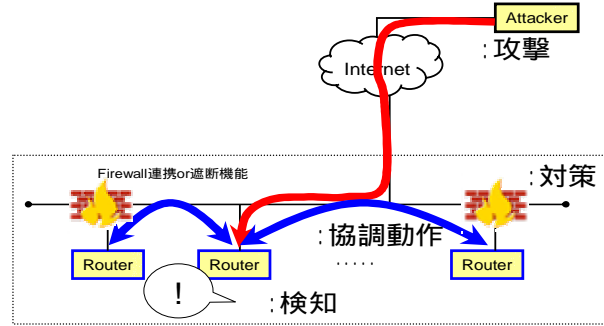 Attacker
:攻撃
Internet
Firewall連携or遮断機能
:対策
:協調動作
Router
Router
.....
Router
!
:検知